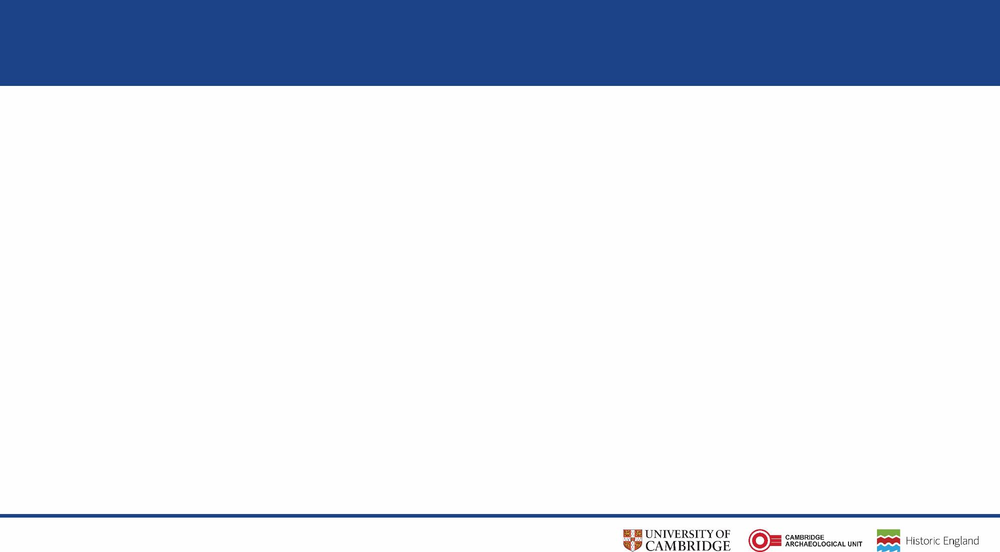 UNIVERSITY OF
CAMBRIDGE
CAMBRIDGE
ARCHAEOLOGICAL UNIT
Historic England